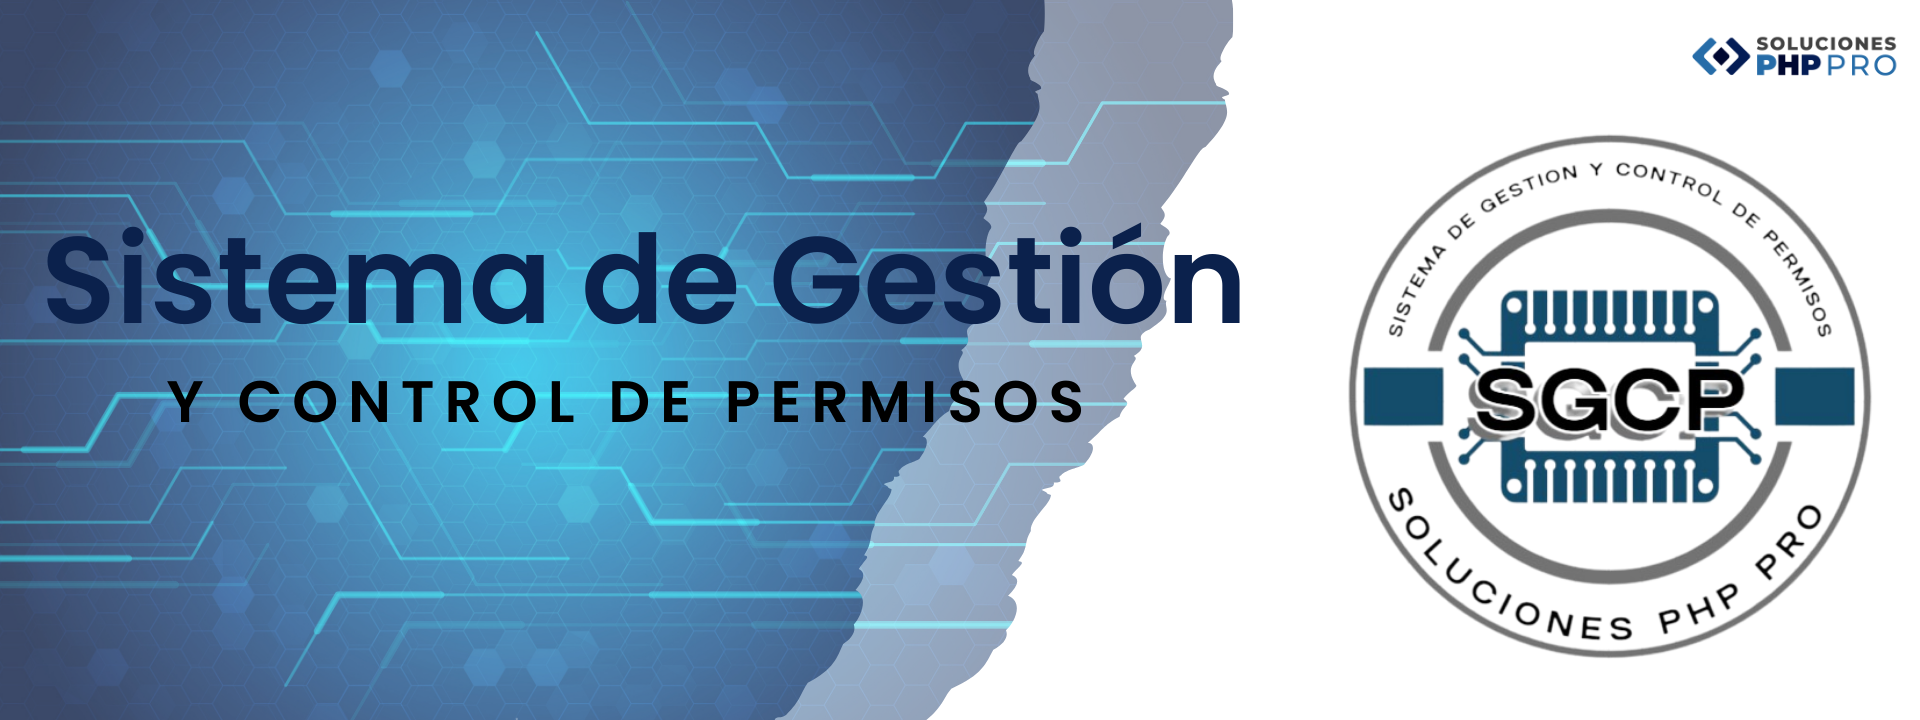 SOLUCIONES
PHP PRO
Sistema de Gestión
Y CONTROL DE PERMISOS
SISTEMA DE GESTION Y CONTROL DE PERMISOS
SGCP
SOLUCIONES PHP PRO